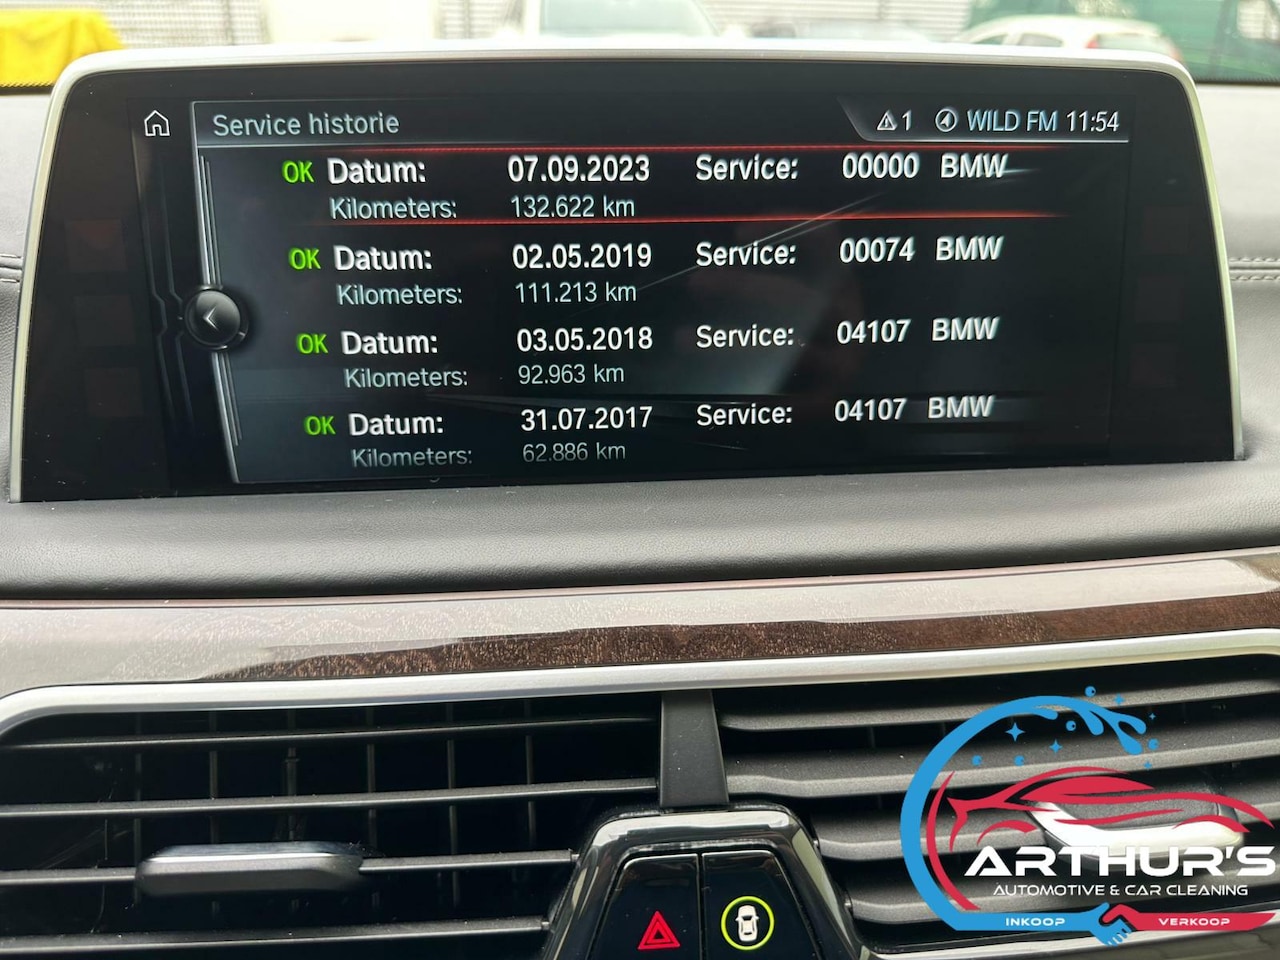 Service historie
1 WILD FM 11:54
OK Datum: 07.09.2023 Service: 00000 BMW
Kilometers: 132.622 km
OK Datum: 02.05.2019 Service: 00074 BMW
Kilometers: 111.213 km
OK Datum: 03.05.2018 Service: 04107 BMW
Kilometers: 92.963 km
OK Datum: 31.07.2017 Service: 04107 BMW
Kilometers: 62.886 km
ARTHUR'S
AUTOMOTIVE & CAR CLEANING
INKOOP VERKOOP